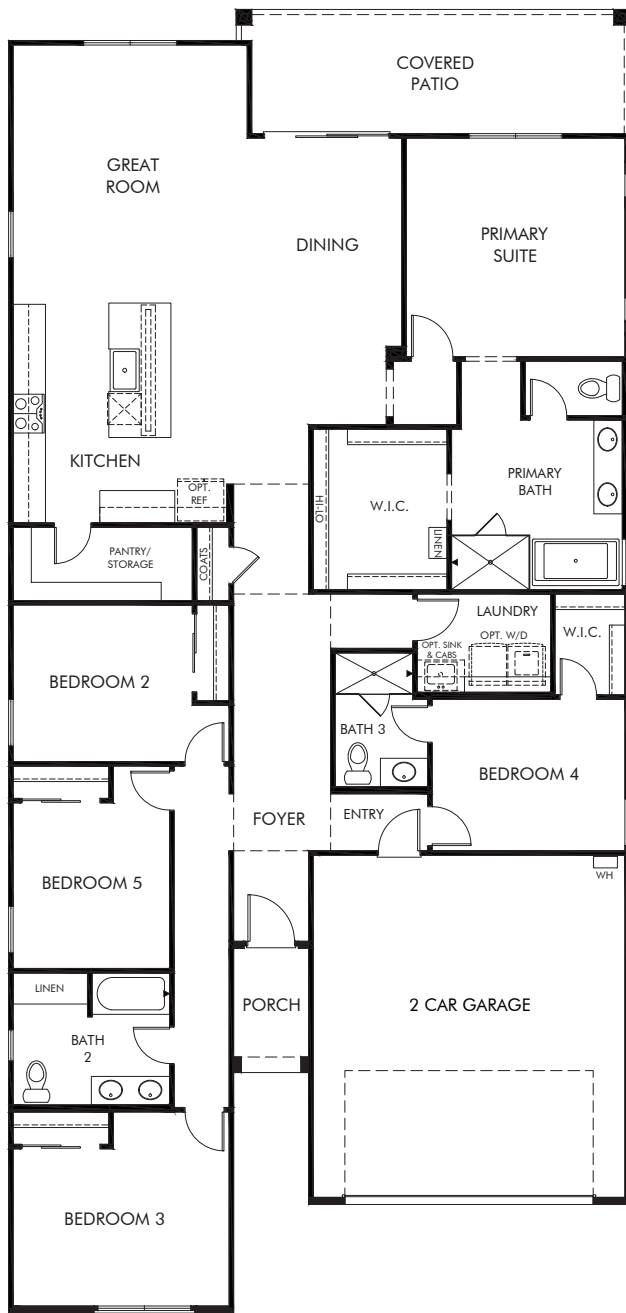 COVERED
PATIO
GREAT
ROOM
DINING
PRIMARY
SUITE
KITCHEN
OPT.
REF
HI-LO
W.I.C.
LINEN
PRIMARY
BATH
PANTRY/
STORAGE
COATS
LAUNDRY
OPT. SINK
& CABS
OPT. W/D
W.I.C.
BEDROOM 2
BATH 3
BEDROOM 4
FOYER
ENTRY
WH
BEDROOM 5
LINEN
BATH
2
PORCH
2 CAR GARAGE
BEDROOM 3